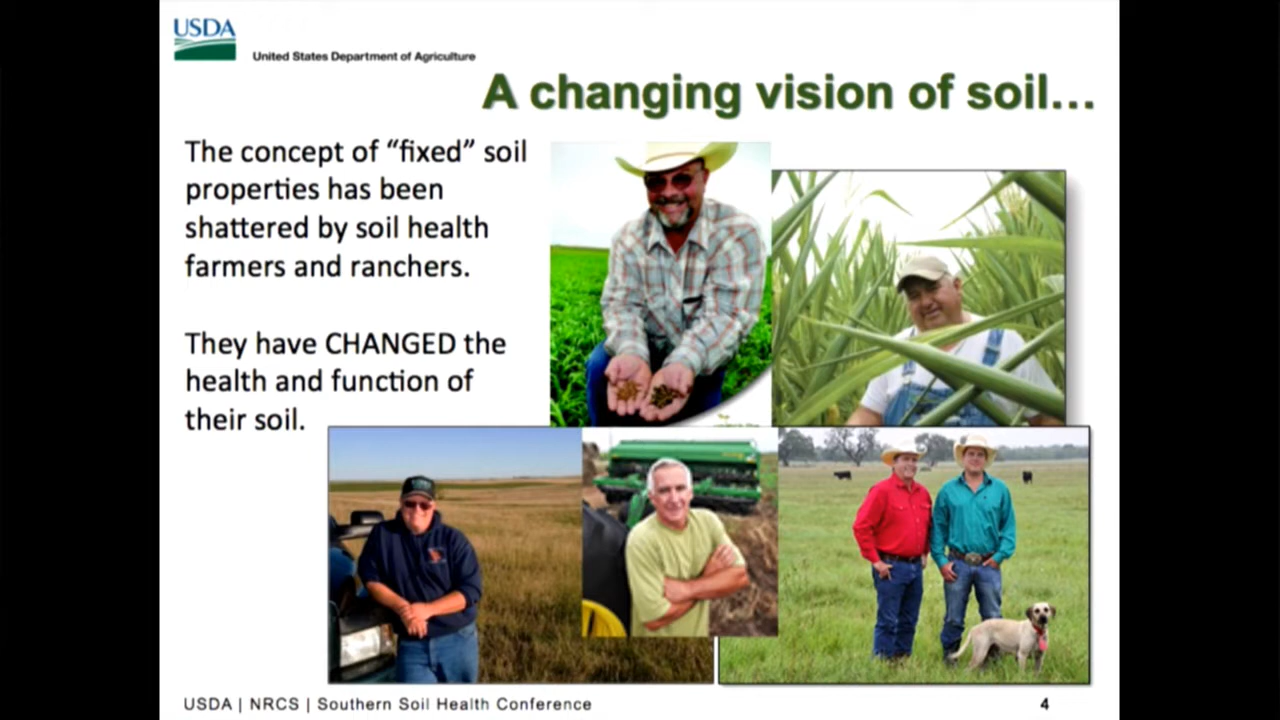 USDA
United States Department of Agriculture
A changing vision of soil…
The concept of “fixed” soil
properties has been
shattered by soil health
farmers and ranchers.
They have CHANGED the
health and function of
their soil.
USDA | NRCS | Southern Soil Health Conference
4